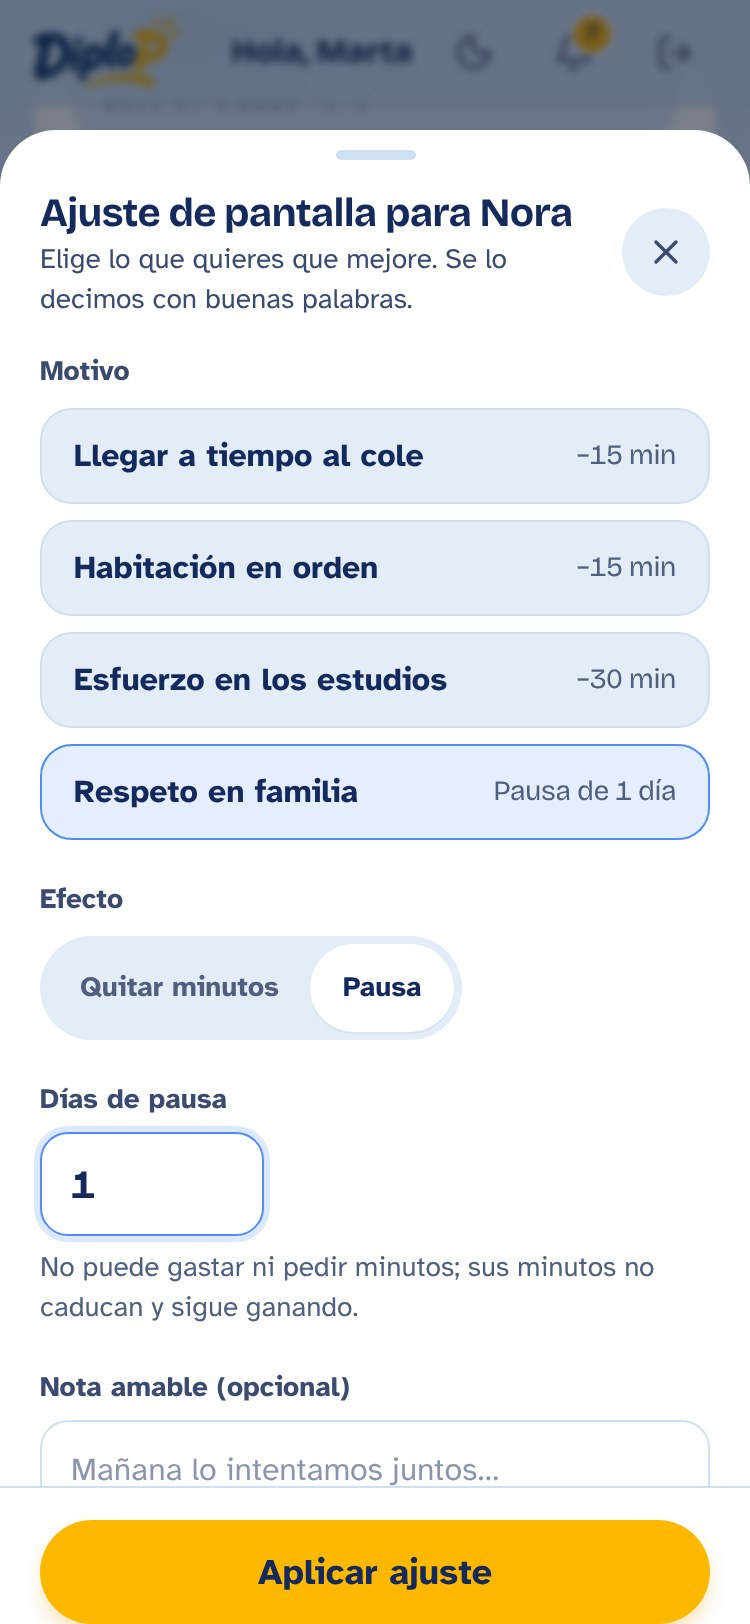 DiploP
Hola, Marta
Ajuste de pantalla para Nora
Elige lo que quieres que mejore. Se lo
decimos con buenas palabras.
Motivo
Llegar a tiempo al cole
−15 min
Habitación en orden
−15 min
Esfuerzo en los estudios
−30 min
Respeto en familia
Pausa de 1 día
Efecto
Quitar minutos
Pausa
Días de pausa
1
No puede gastar ni pedir minutos; sus minutos no
caducan y sigue ganando.
Nota amable (opcional)
Mañana lo intentamos juntos...
Aplicar ajuste